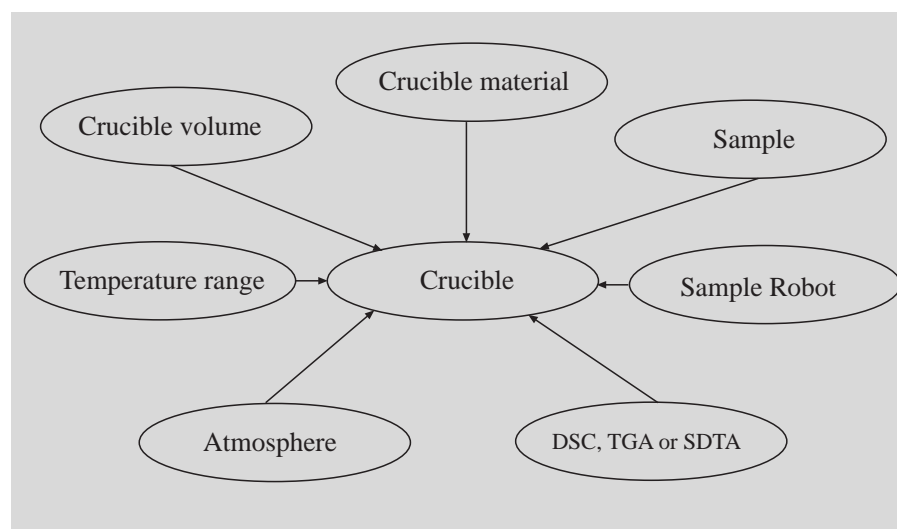 Crucible material
Crucible volume
Sample
Temperature range
Crucible
Sample Robot
Atmosphere
DSC, TGA or SDTA